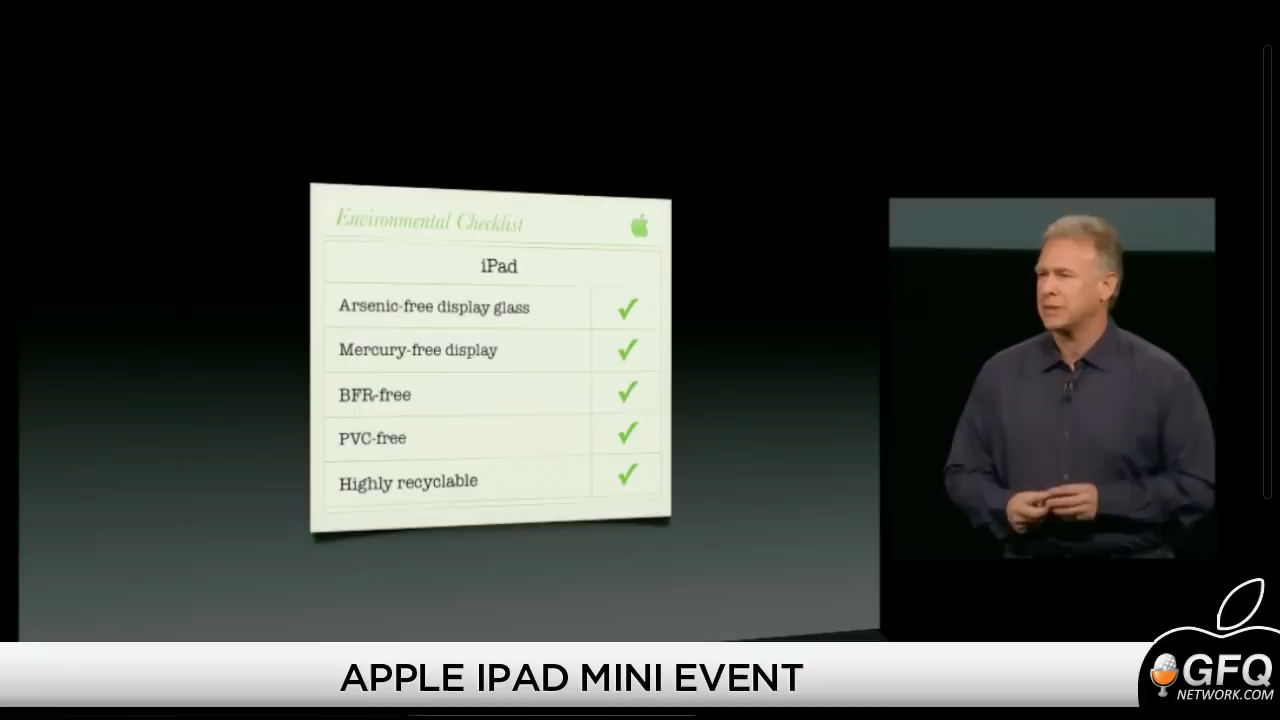 Environmental Checklist
iPad
Arsenic-free display glass
Mercury-free display
BFR-free
PVC-free
Highly recyclable
APPLE IPAD MINI EVENT
GFQ
NETWORK.COM